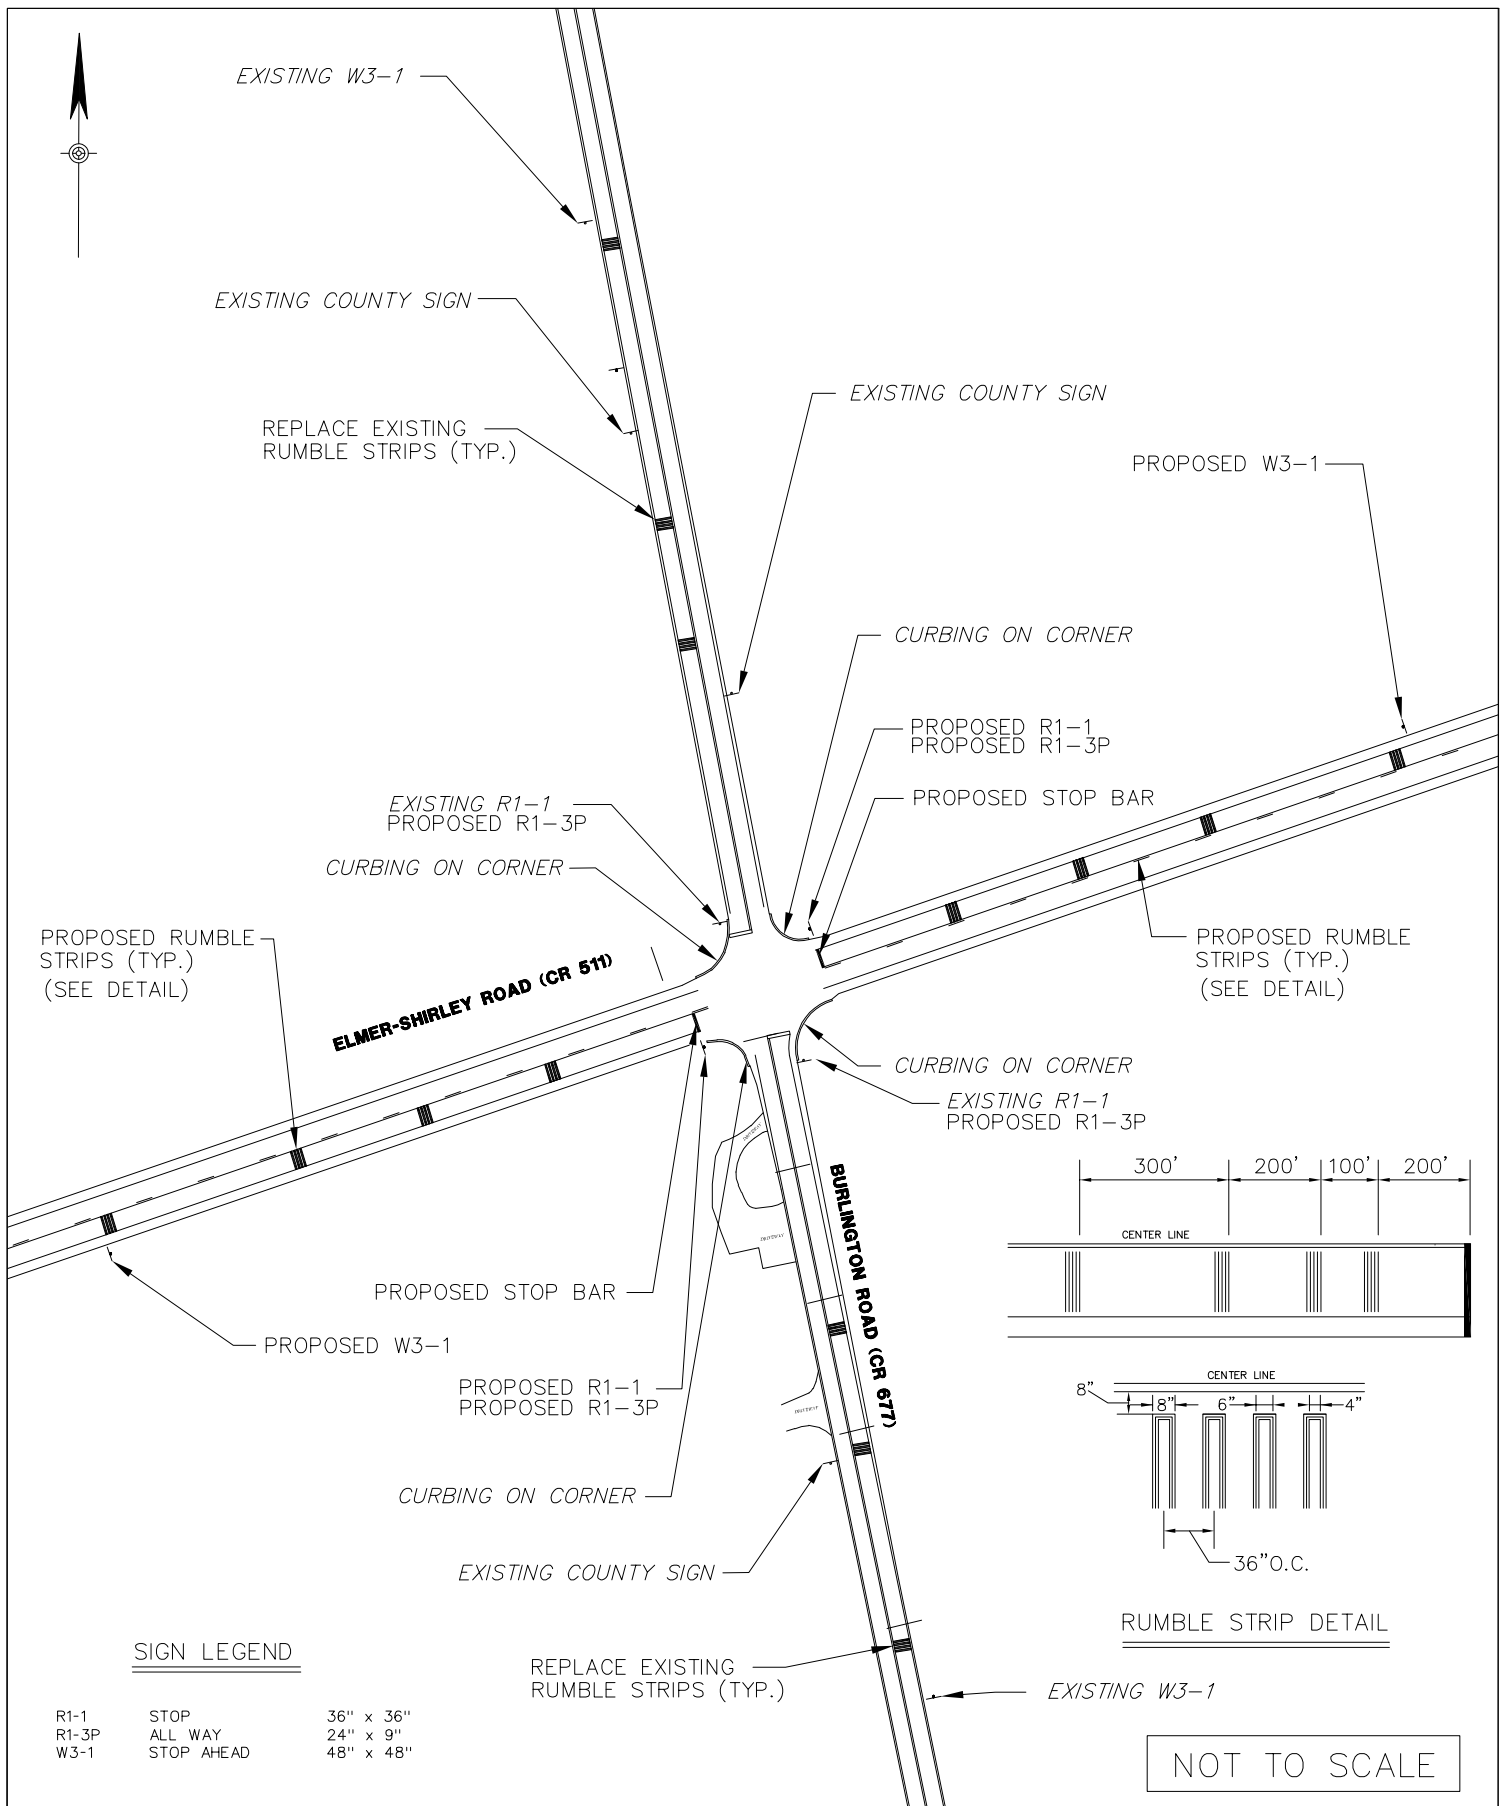 EXISTING W3-1
EXISTING COUNTY SIGN
EXISTING COUNTY SIGN
REPLACE EXISTING
RUMBLE STRIPS (TYP.)
PROPOSED W3-1
CURBING ON CORNER
PROPOSED R1-1
PROPOSED R1-3P
PROPOSED STOP BAR
EXISTING R1-1
PROPOSED R1-3P
CURBING ON CORNER
PROPOSED RUMBLE
STRIPS (TYP.)
(SEE DETAIL)
ELMER-SHIRLEY ROAD (CR 511)
PROPOSED RUMBLE
STRIPS (TYP.)
(SEE DETAIL)
CURBING ON CORNER
EXISTING R1-1
PROPOSED R1-3P
BURLINGTON ROAD (CR 677)
DRIVEWAY
DRIVEWAY
DRIVEWAY
300' 200' 100' 200'
CENTER LINE
PROPOSED STOP BAR
PROPOSED W3-1
PROPOSED R1-1
PROPOSED R1-3P
CENTER LINE
8" 8" 6" 4"
36"O.C.
RUMBLE STRIP DETAIL
CURBING ON CORNER
EXISTING COUNTY SIGN
REPLACE EXISTING
RUMBLE STRIPS (TYP.)
EXISTING W3-1
SIGN LEGEND
R1-1 STOP 36" x 36"
R1-3P ALL WAY 24" x 9"
W3-1 STOP AHEAD 48" x 48"
NOT TO SCALE